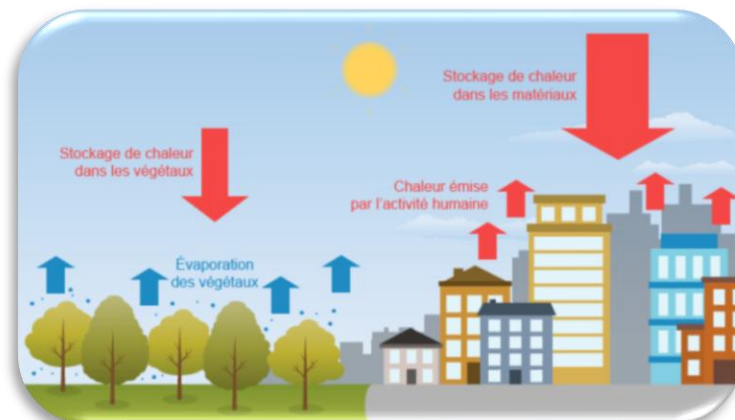 Stockage de chaleur
dans les matériaux
Stockage de chaleur
dans les végétaux
Chaleur émise
par l'activité humaine
Évaporation
des végétaux